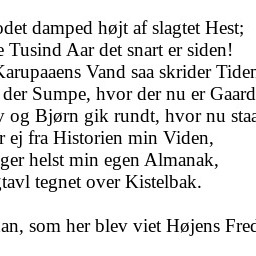 odet damped højt af slagtet Hest;
e Tusind Aar det snart er siden!
Karupaaens Vand saa skrider Tiden
der Sumpe, hvor der nu er Gaard
v og Bjørn gik rundt, hvor nu staa
r ej fra Historien min Viden,
ger helst min egen Almanak,
gtavl tegnet over Kistelbak.
an, som her blev viet Højens Fred